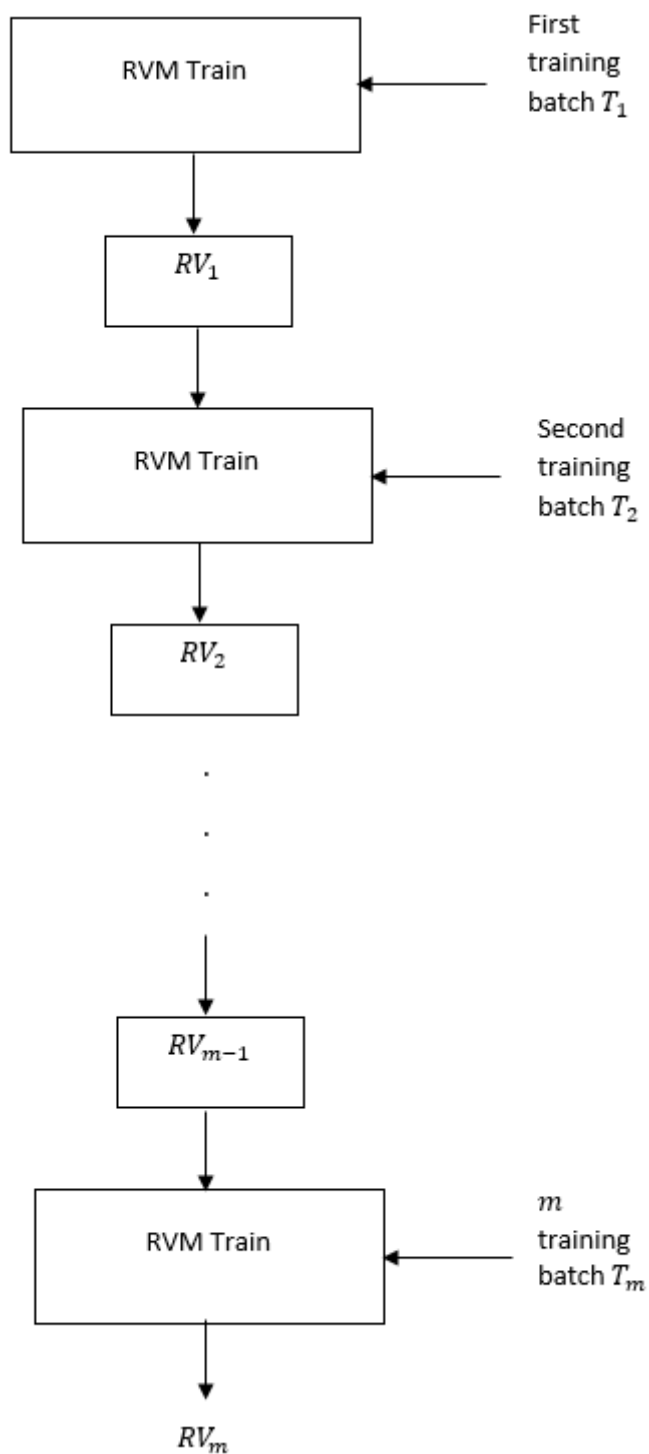 RVM Train
First
training
batch T₁
RV₁
RVM Train
Second
training
batch T₂
RV₂
.
.
.
RVₘ₋₁
RVM Train
m
training
batch Tₘ
RVₘ